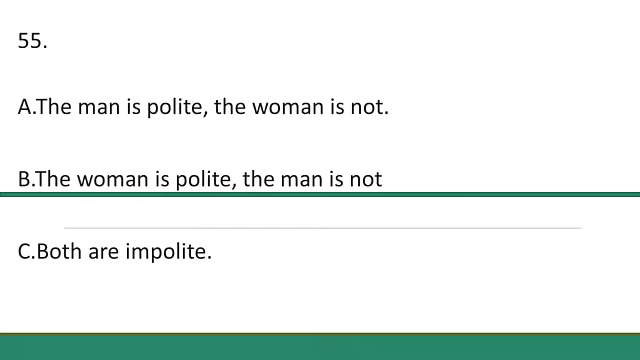 55.
A.The man is polite, the woman is not.
B.The woman is polite, the man is not
C.Both are impolite.